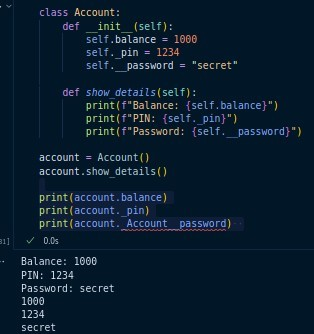 class Account:
    def __init__(self):
        self.balance = 1000
        self._pin = 1234
        self.__password = "secret"

    def show_details(self):
        print(f"Balance: {self.balance}")
        print(f"PIN: {self._pin}")
        print(f"Password: {self.__password}")

account = Account()
account.show_details()

print(account.balance)
print(account._pin)
print(account._Account__password)
31] 0.0s
Balance: 1000
PIN: 1234
Password: secret
1000
1234
secret